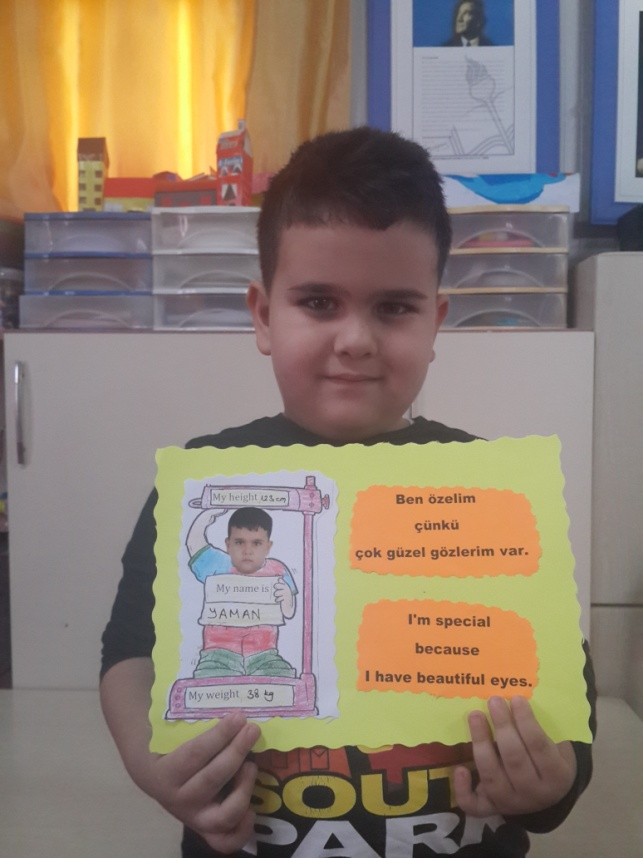 My height 123 cm
My name is
YAMAN
My weight 38 kg
Ben özelim
çünkü
çok güzel gözlerim var.
I'm special
because
I have beautiful eyes.
SOUT
PARK